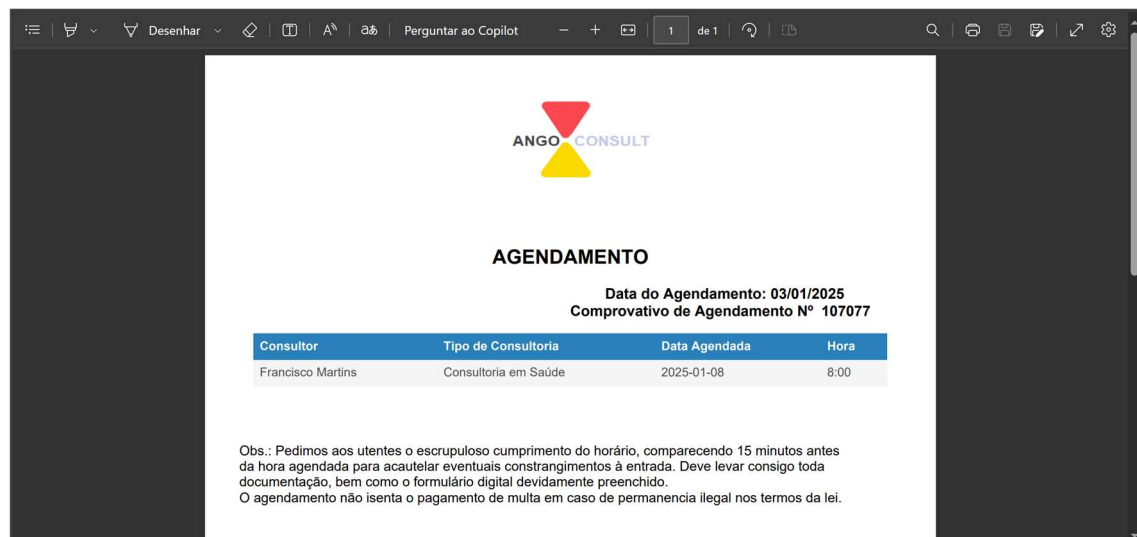 Desenhar
Perguntar ao Copilot
1 de 1
ANGO CONSULT
AGENDAMENTO
Data do Agendamento: 03/01/2025
Comprovativo de Agendamento Nº 107077
Consultor Tipo de Consultoria Data Agendada Hora
Francisco Martins Consultoria em Saúde 2025-01-08 8:00
Obs.: Pedimos aos utentes o escrupuloso cumprimento do horário, comparecendo 15 minutos antes
da hora agendada para acautelar eventuais constrangimentos à entrada. Deve levar consigo toda
documentação, bem como o formulário digital devidamente preenchido.
O agendamento não isenta o pagamento de multa em caso de permanencia ilegal nos termos da lei.